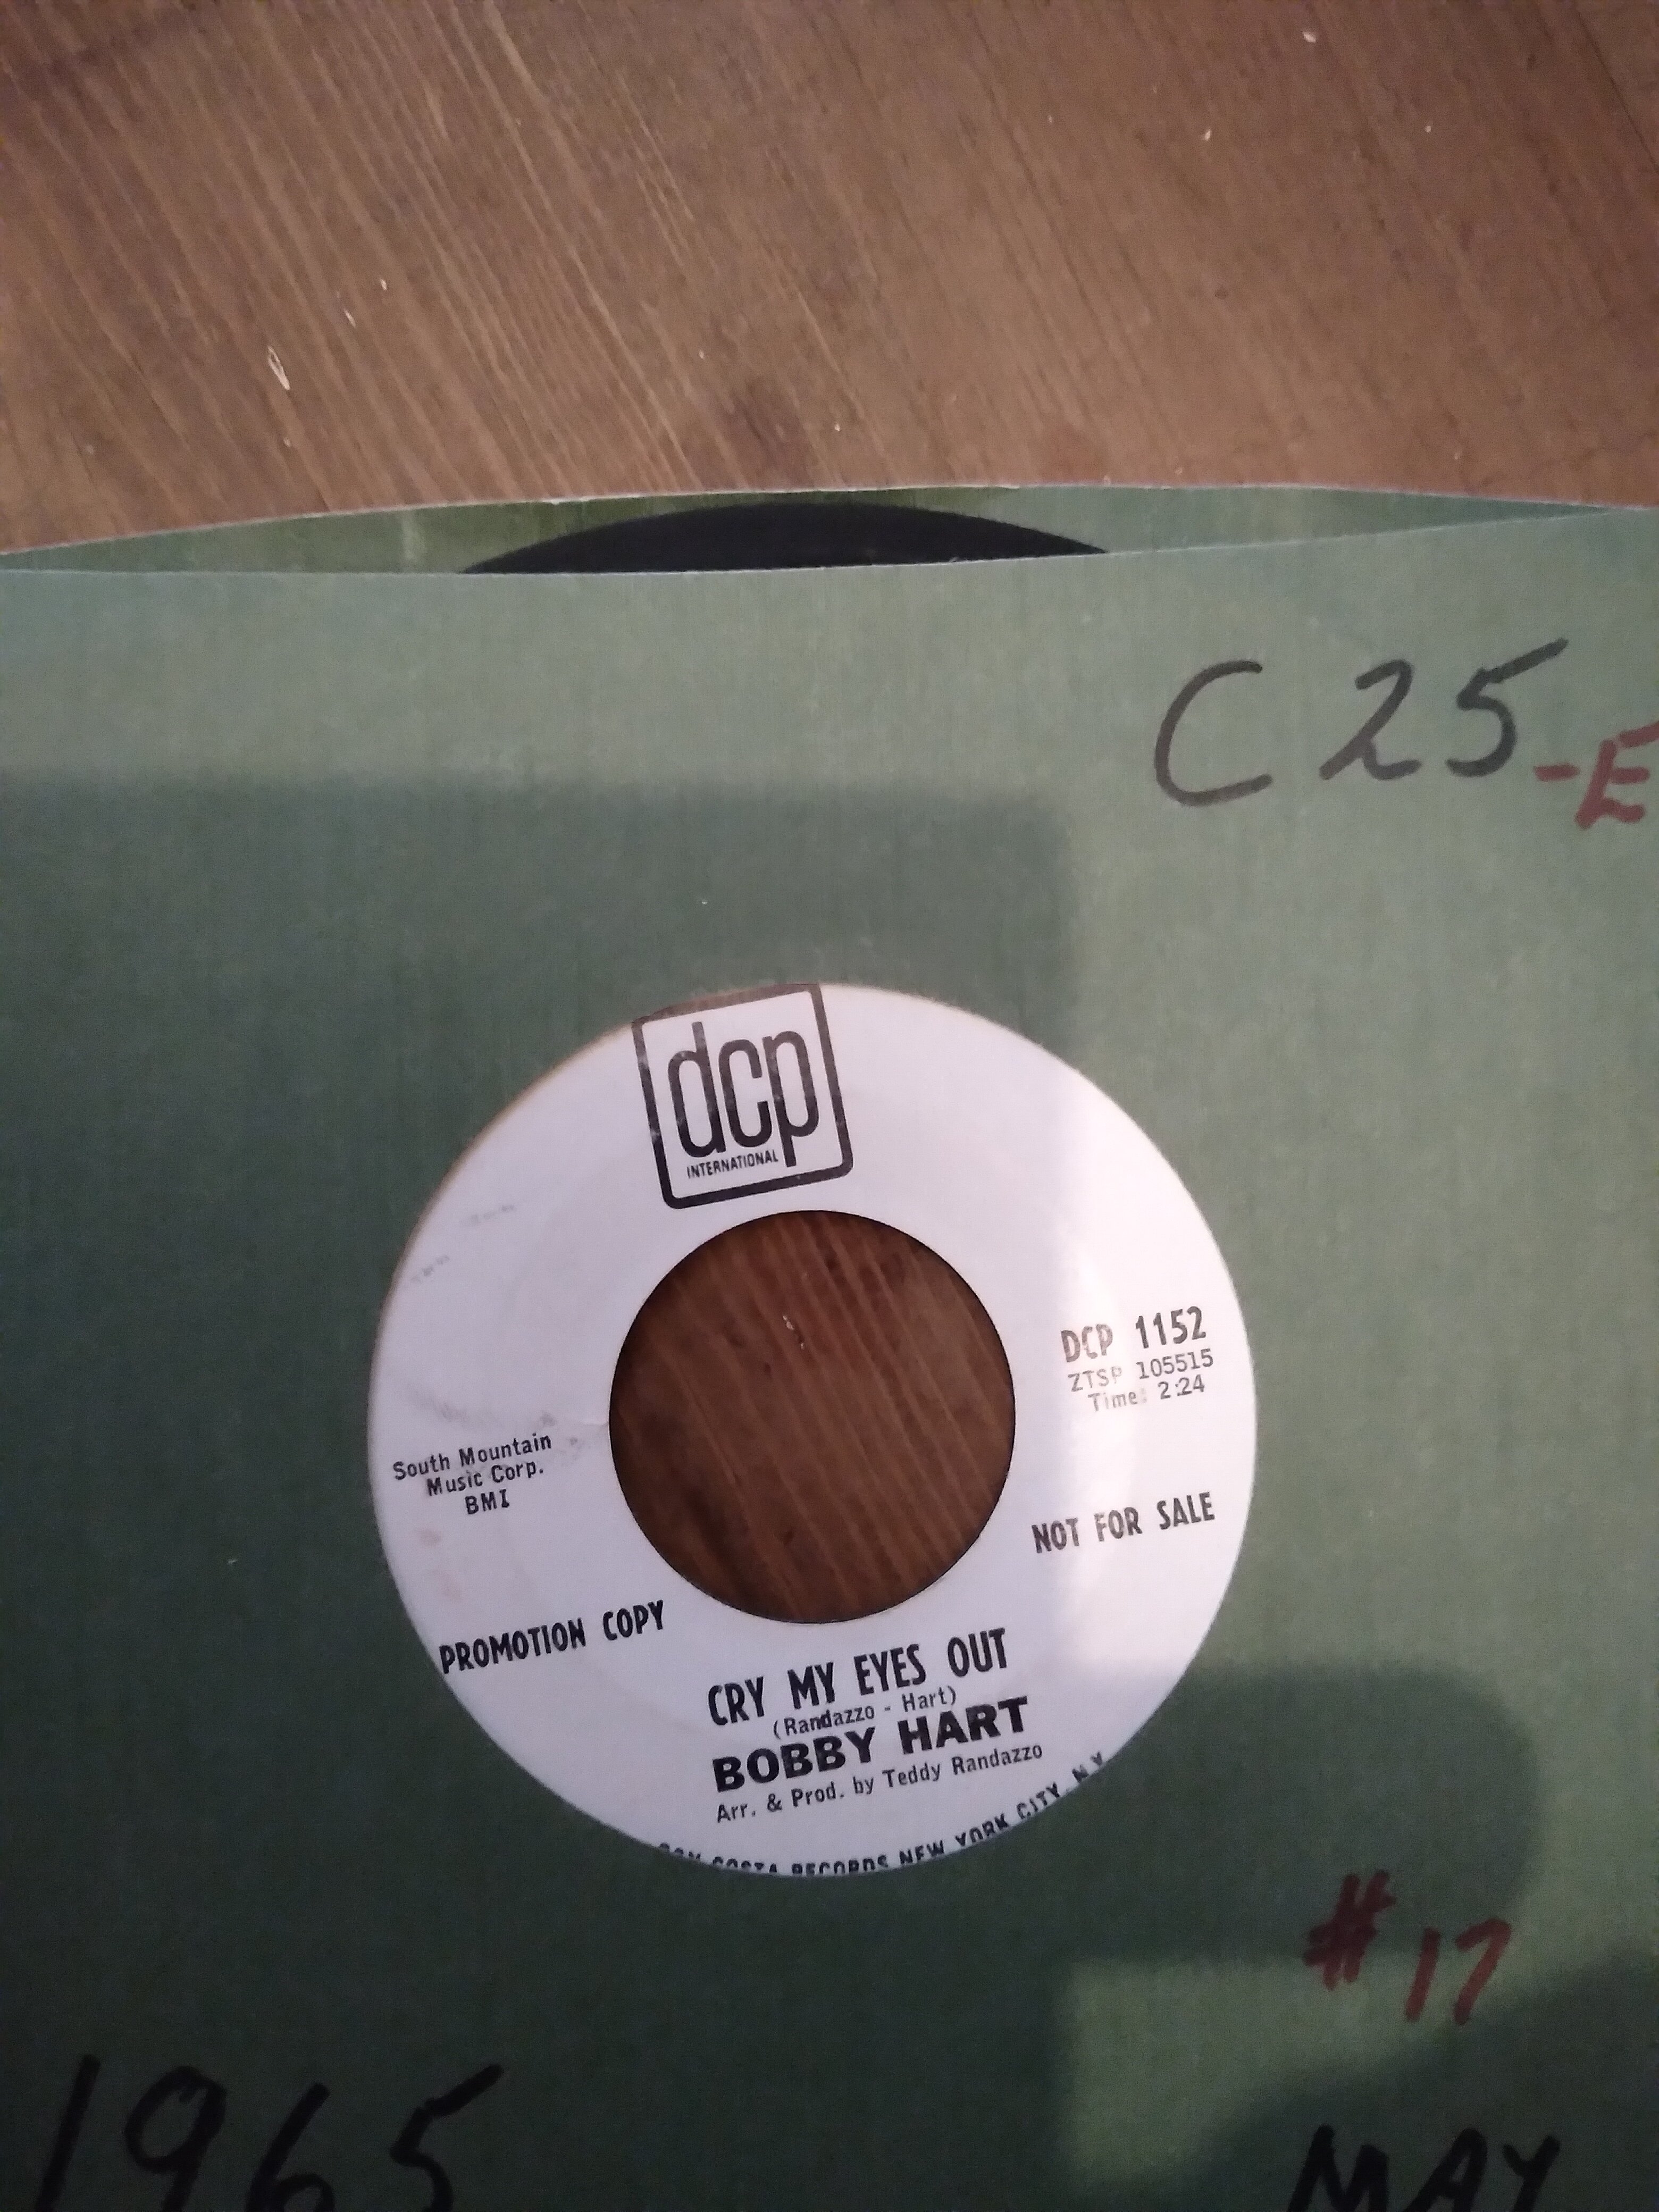 C25-E
dcp
INTERNATIONAL
DCP 1152
ZTSP 105515
Time: 2:24
South Mountain
Music Corp.
BMI
NOT FOR SALE
PROMOTION COPY
CRY MY EYES OUT
(Randazzo - Hart)
BOBBY HART
Arr. & Prod. by Teddy Randazzo
COSTA RECORDS NEW YORK CITY, N.Y.
#17
1965
MAY